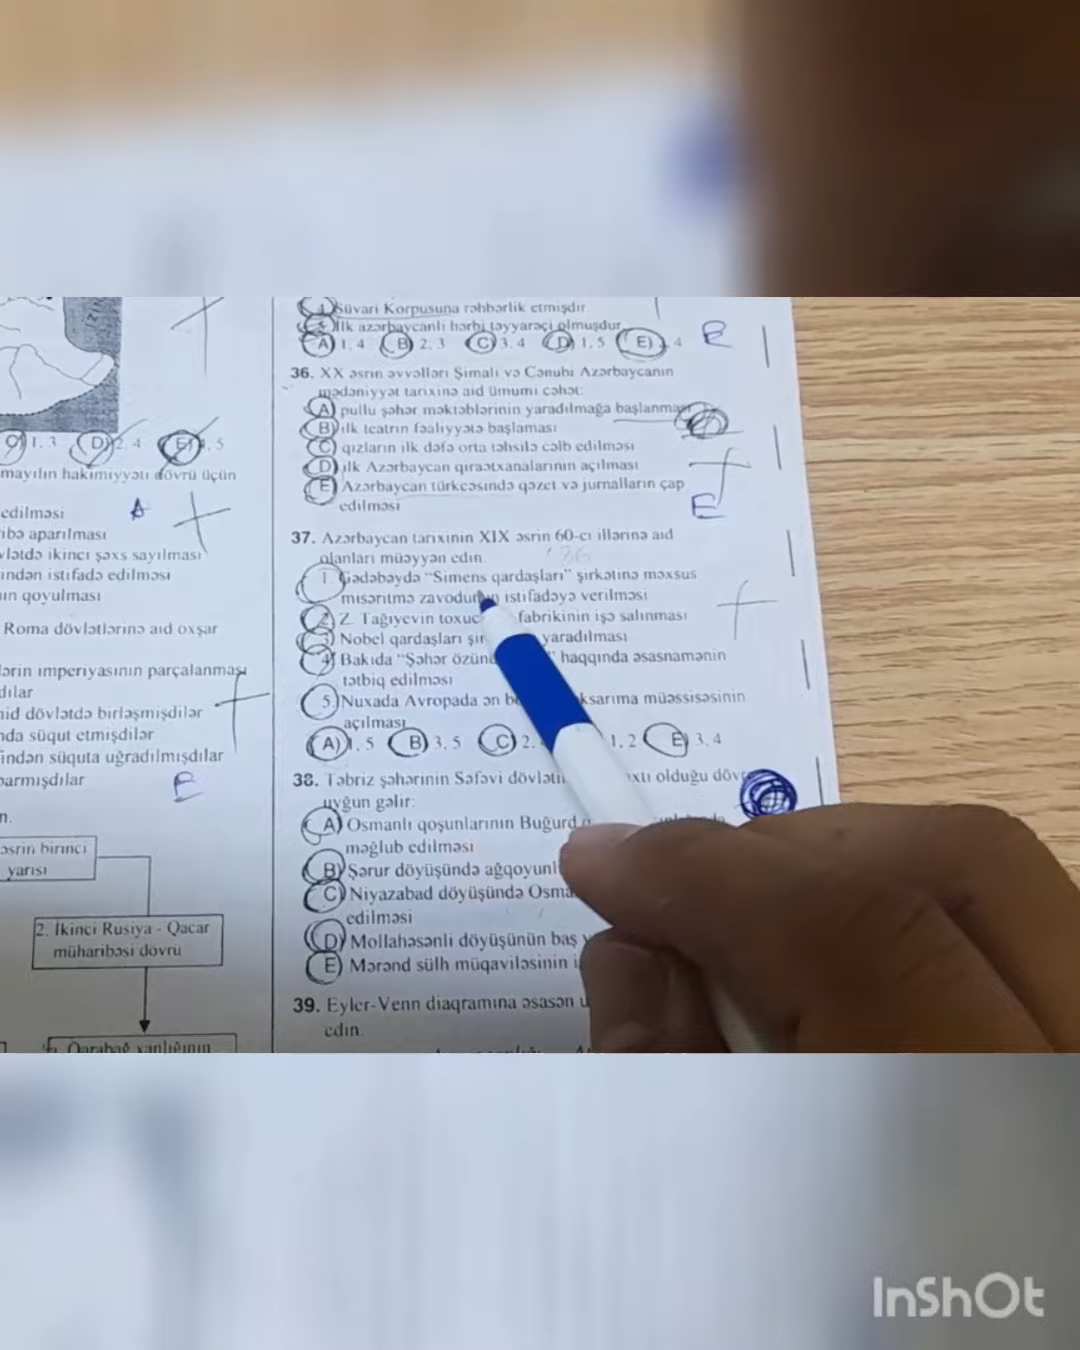 1. 3 D) 2. 4 E) 4. 5
mayılın hakimiyyəti dövrü üçün
edilməsi
A
ibə aparılması
vlətdə ikinci şəxs sayılması
indən istifadə edilməsi
ın qoyulması
Roma dövlətlərinə aid oxşar
lərin imperiyasının parçalanması
dılar
hid dövlətdə birləşmişdilər
nda süqut etmişdilər
indən süquta uğradılmışdılar
parmışdılar
E
n.
əsrin birinci
yarısı
2. İkinci Rusiya - Qacar
müharibəsi dövrü
Qarabağ xanlığının
Süvari Korpusuna rəhbərlik etmişdir.
İlk azərbaycanlı hərbi təyyarəçi olmuşdur.
A) 1. 4 B) 2. 3 C) 3. 4 D) 1. 5 E) 4
36. XX əsrin əvvəlləri Şimali və Cənubi Azərbaycanın
mədəniyyət tarixinə aid ümumi cəhət:
A) pullu şəhər məktəblərinin yaradılmağa başlanması
B) ilk teatrın fəaliyyətə başlaması
C) qızların ilk dəfə orta təhsilə cəlb edilməsi
D) ilk Azərbaycan qiraətxanalarının açılması
E) Azərbaycan türkcəsində qəzet və jurnalların çap
edilməsi
E
37. Azərbaycan tarixinin XIX əsrin 60-cı illərinə aid
olanları müəyyən edin.
1. Gədəbəydə “Simens qardaşları” şirkətinə məxsus
misəritmə zavodunun istifadəyə verilməsi
2. Z. Tağıyevin toxuc fabrikinin işə salınması
3. Nobel qardaşları şir yaradılması
4. Bakıda “Şəhər özünü haqqında əsasnamənin
tətbiq edilməsi
5. Nuxada Avropada ən b ksarıma müəssisəsinin
açılması
A) 1. 5 B) 3. 5 C) 2. 1. 2 E) 3. 4
38. Təbriz şəhərinin Səfəvi dövləti xtı olduğu döv
uyğun gəlir:
A) Osmanlı qoşunlarının Buğurd
məğlub edilməsi
B) Şərur döyüşündə ağqoyunl
C) Niyazabad döyüşündə Osma
edilməsi
D) Mollahəsənli döyüşünün baş
E) Mərənd sülh müqaviləsinin i
39. Eyler-Venn diaqramına əsasən u
edin.
InShOt